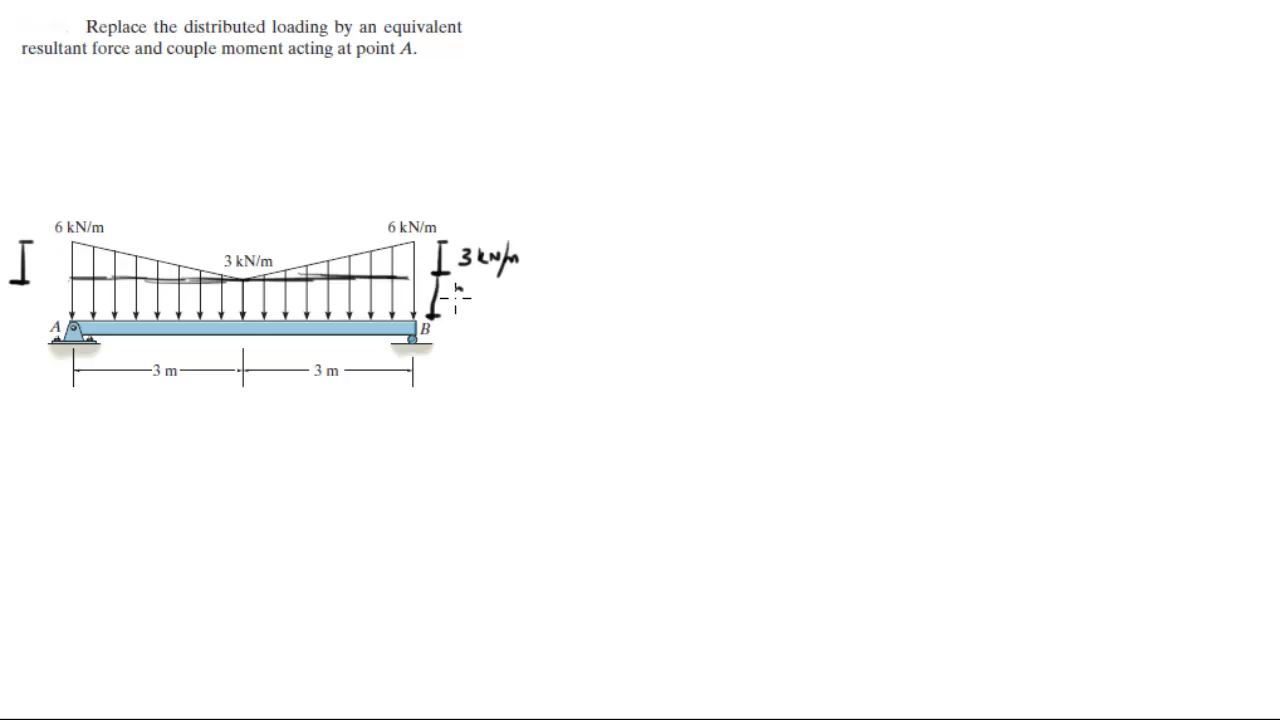 Replace the distributed loading by an equivalent
resultant force and couple moment acting at point A.
6 kN/m
6 kN/m
3 kN/m
3 kN/m
A
B
3 m
3 m